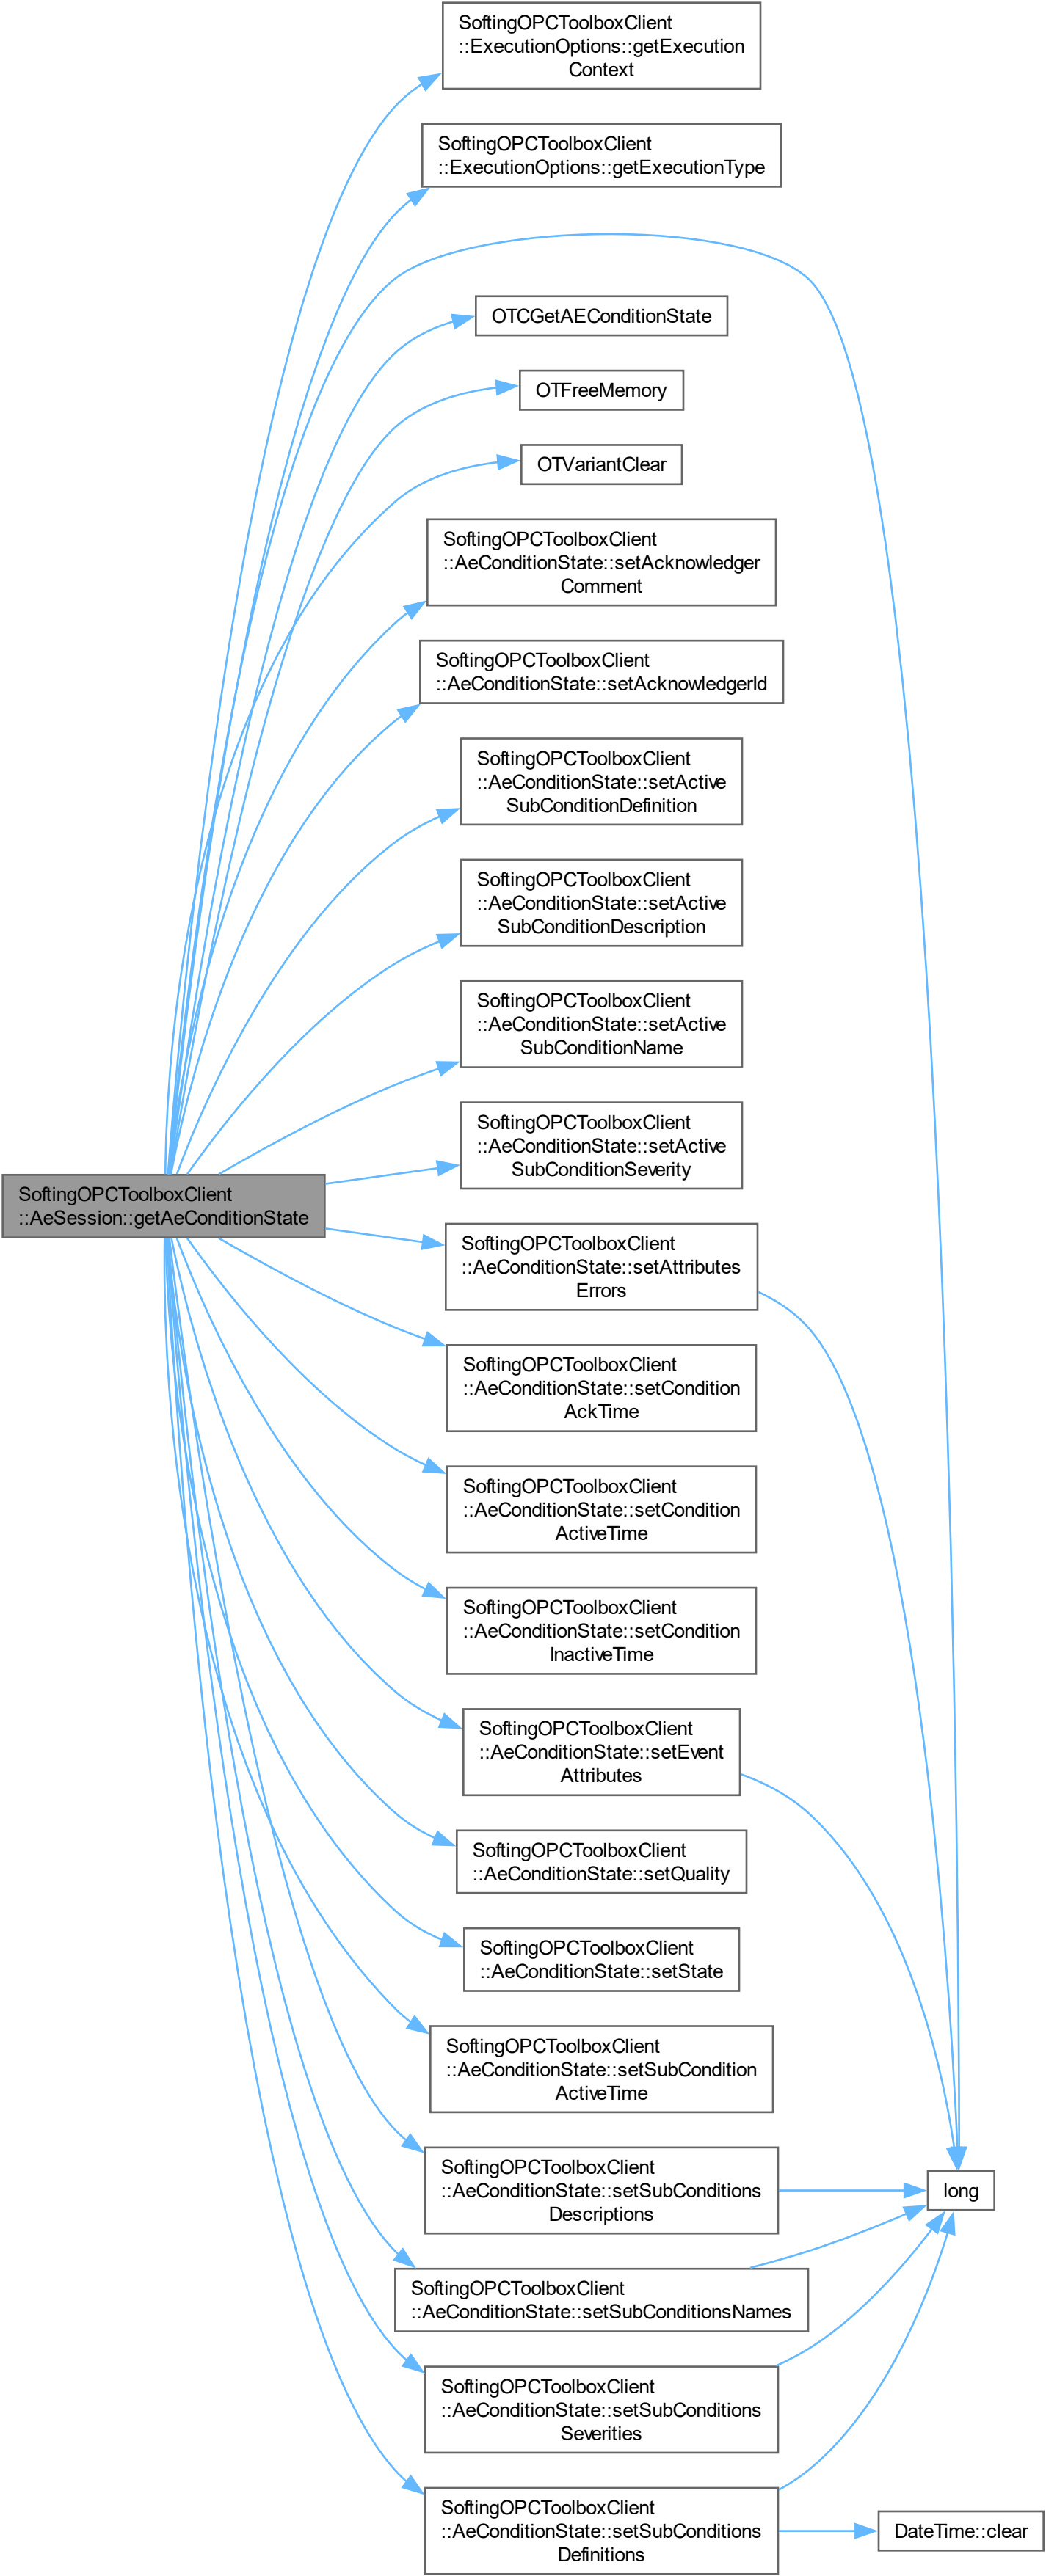 SoftingOPCToolboxClient
::ExecutionOptions::getExecution
Context
SoftingOPCToolboxClient
::ExecutionOptions::getExecutionType
OTCGetAEConditionState
OTFreeMemory
OTVariantClear
SoftingOPCToolboxClient
::AeConditionState::setAcknowledger
Comment
SoftingOPCToolboxClient
::AeConditionState::setAcknowledgerId
SoftingOPCToolboxClient
::AeConditionState::setActive
SubConditionDefinition
SoftingOPCToolboxClient
::AeConditionState::setActive
SubConditionDescription
SoftingOPCToolboxClient
::AeConditionState::setActive
SubConditionName
SoftingOPCToolboxClient
::AeConditionState::setActive
SubConditionSeverity
SoftingOPCToolboxClient
::AeSession::getAeConditionState
SoftingOPCToolboxClient
::AeConditionState::setAttributes
Errors
SoftingOPCToolboxClient
::AeConditionState::setCondition
AckTime
SoftingOPCToolboxClient
::AeConditionState::setCondition
ActiveTime
SoftingOPCToolboxClient
::AeConditionState::setCondition
InactiveTime
SoftingOPCToolboxClient
::AeConditionState::setEvent
Attributes
SoftingOPCToolboxClient
::AeConditionState::setQuality
SoftingOPCToolboxClient
::AeConditionState::setState
SoftingOPCToolboxClient
::AeConditionState::setSubCondition
ActiveTime
SoftingOPCToolboxClient
::AeConditionState::setSubConditions
Descriptions
long
SoftingOPCToolboxClient
::AeConditionState::setSubConditionsNames
SoftingOPCToolboxClient
::AeConditionState::setSubConditions
Severities
SoftingOPCToolboxClient
::AeConditionState::setSubConditions
Definitions
DateTime::clear